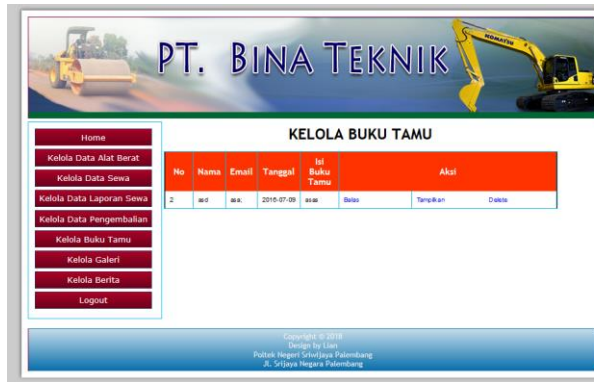 PT. BINA TEKNIK
KOMATSU
Home
Kelola Data Alat Berat
Kelola Data Sewa
Kelola Data Laporan Sewa
Kelola Data Pengembalian
Kelola Buku Tamu
Kelola Galeri
Kelola Berita
Logout
KELOLA BUKU TAMU
No Nama Email Tanggal Isi Buku Tamu Aksi
2 asd asa; 2016-07-09 asas Balas Tampilkan Delete
Copyright © 2016
Design by Lian
Poltek Negeri Sriwijaya Palembang
JL. Srijaya Negara Palembang